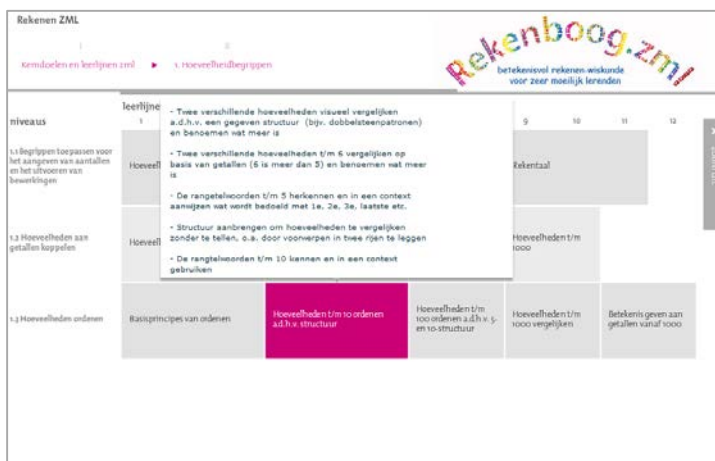 Rekenen ZML
1 2
Kerndoelen en leerlijnen zml ▶ 1. Hoeveelheidbegrippen
Rekenboog.zml
betekenisvol rekenen-wiskunde
voor zeer moeilijk lerenden
leerlijne
niveaus 1 9 10 11 12
- Twee verschillende hoeveelheden visueel vergelijken
a.d.h.v. een gegeven structuur (bijv. dobbelsteenpatronen)
en benoemen wat meer is
- Twee verschillende hoeveelheden t/m 6 vergelijken op
basis van getallen (6 is meer dan 5) en benoemen wat meer
is
- De rangtelwoorden t/m 5 herkennen en in een context
aanwijzen wat wordt bedoeld met 1e, 2e, 3e, laatste etc.
- Structuur aanbrengen om hoeveelheden te vergelijken
zonder te tellen, o.a. door voorwerpen in twee rijen te leggen
- De rangtelwoorden t/m 10 kennen en in een context
gebruiken
1.1 Begrippen toepassen voor
het aangeven van aantallen
en het uitvoeren van
bewerkingen
Hoeveelh
Rekentaal
1.2 Hoeveelheden aan
getallen koppelen
Hoeveelh
Hoeveelheden t/m
1000
1.3 Hoeveelheden ordenen
Basisprincipes van ordenen
Hoeveelheden t/m 10 ordenen
a.d.h.v. structuur
Hoeveelheden t/m
100 ordenen a.d.h.v. 5-
en 10-structuur
Hoeveelheden t/m
1000 vergelijken
Betekenis geven aan
getallen vanaf 1000